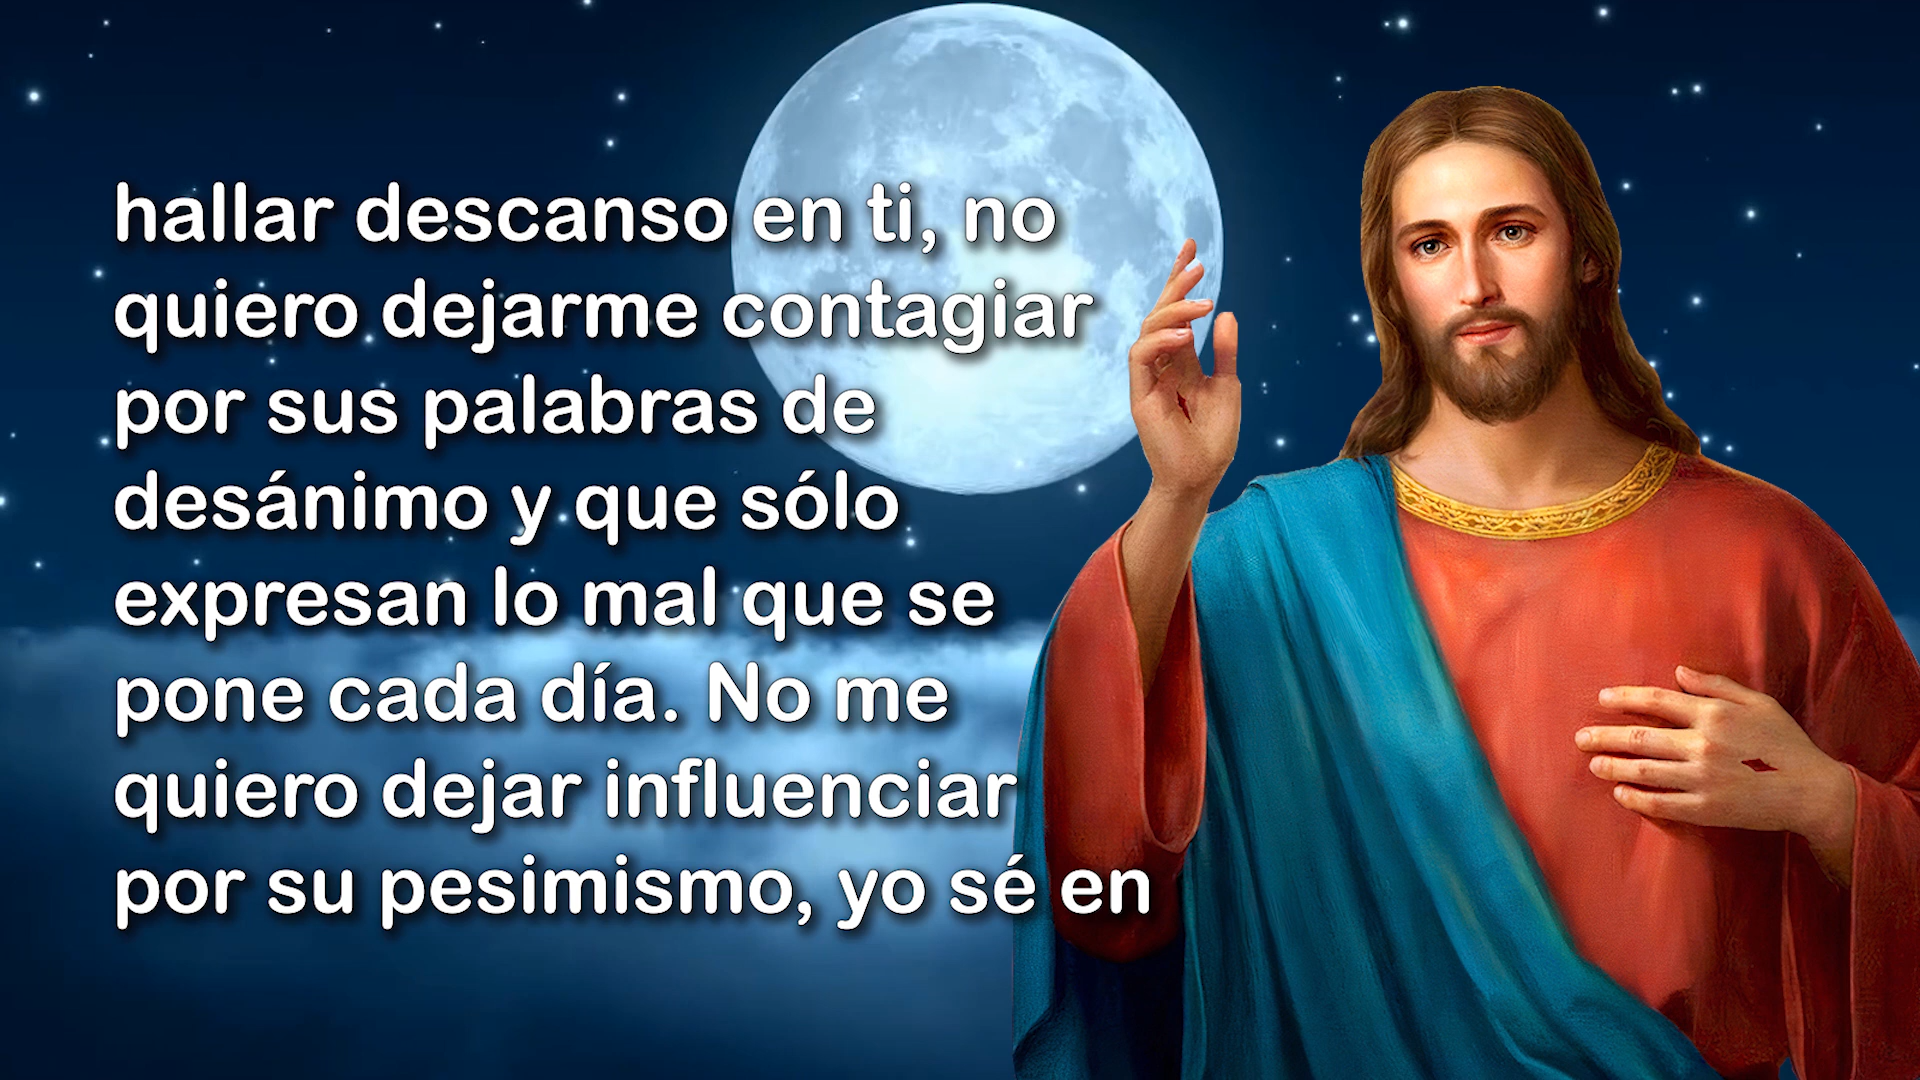 hallar descanso en ti, no
quiero dejarme contagiar
por sus palabras de
desánimo y que sólo
expresan lo mal que se
pone cada día. No me
quiero dejar influenciar
por su pesimismo, yo sé en